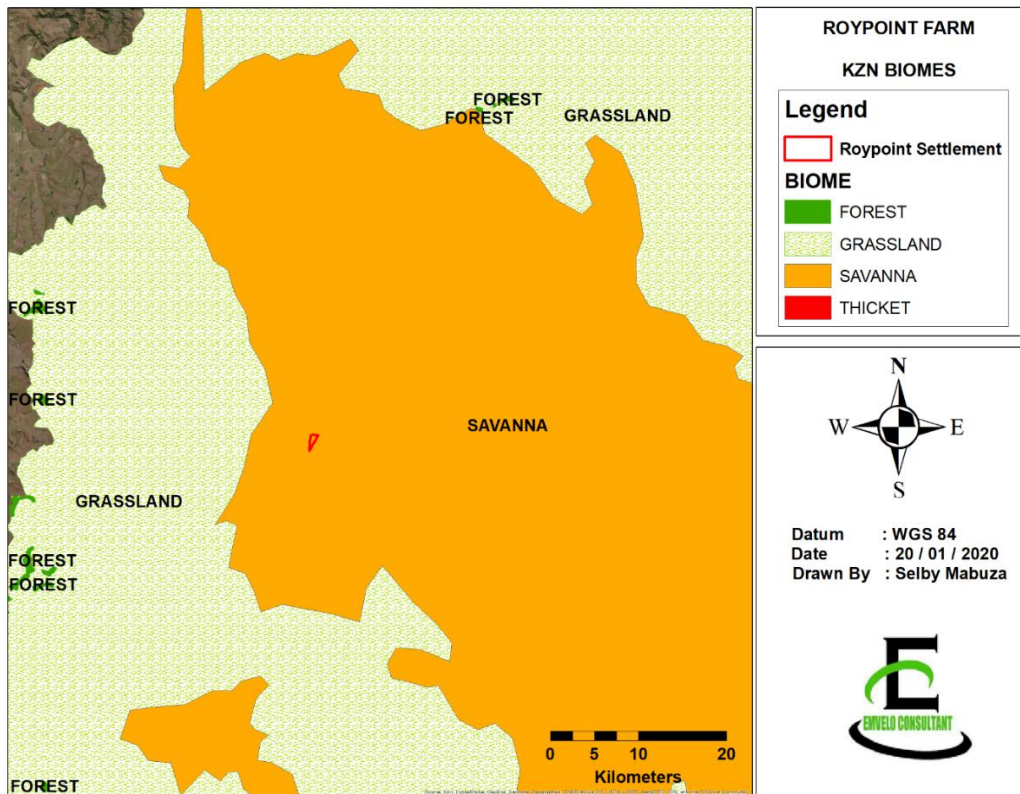 FOREST
FOREST
GRASSLAND
FOREST
FOREST
SAVANNA
GRASSLAND
FOREST
FOREST
FOREST
0 5 10 20
Kilometers
ROYPOINT FARM
KZN BIOMES
Legend
Roypoint Settlement
BIOME
FOREST
GRASSLAND
SAVANNA
THICKET
N
W E
S
Datum : WGS 84
Date : 20 / 01 / 2020
Drawn By : Selby Mabuza
E
EMVELO CONSULTANT